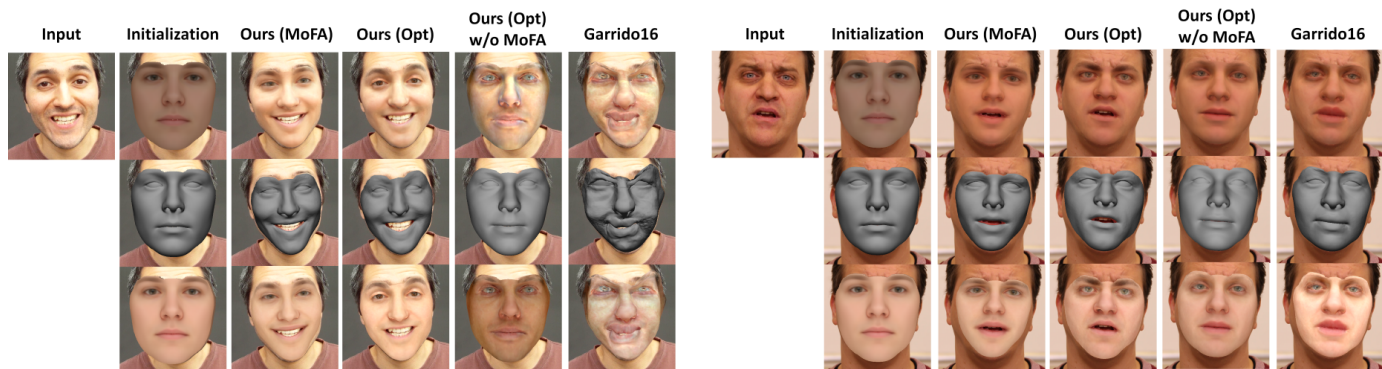 Input
Initialization
Ours (MoFA)
Ours (Opt)
Ours (Opt)
w/o MoFA
Garrido16
Input
Initialization
Ours (MoFA)
Ours (Opt)
Ours (Opt)
w/o MoFA
Garrido16